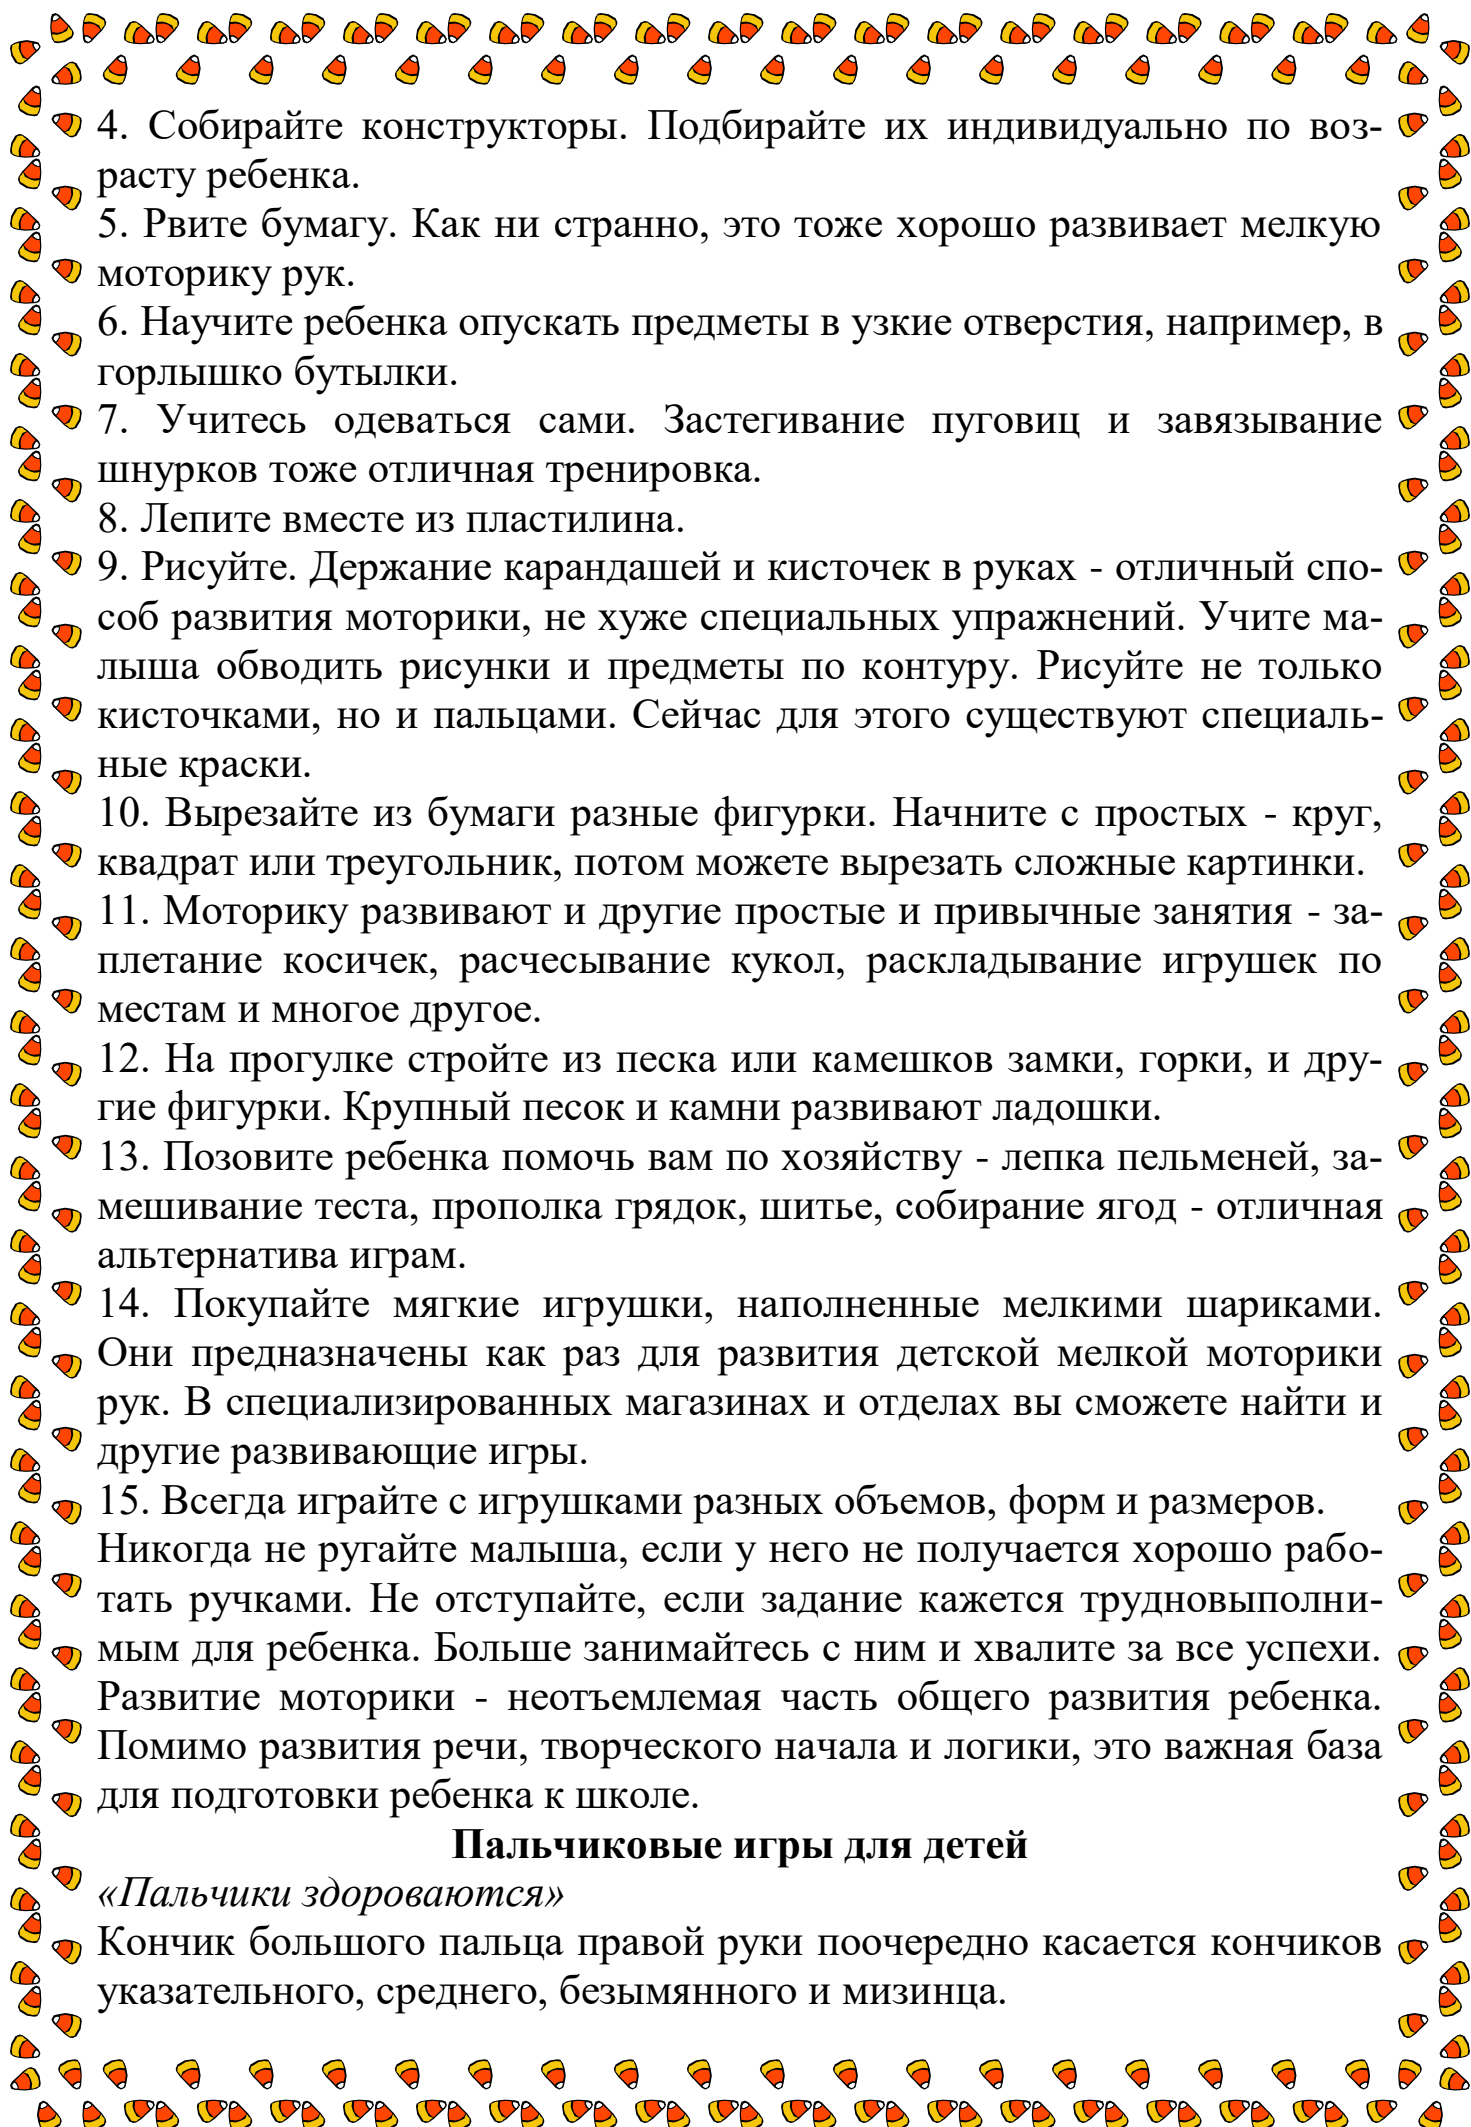 4. Собирайте конструкторы. Подбирайте их индивидуально по воз-
расту ребенка.
5. Рвите бумагу. Как ни странно, это тоже хорошо развивает мелкую
моторику рук.
6. Научите ребенка опускать предметы в узкие отверстия, например, в
горлышко бутылки.
7. Учитесь одеваться сами. Застегивание пуговиц и завязывание
шнурков тоже отличная тренировка.
8. Лепите вместе из пластилина.
9. Рисуйте. Держание карандашей и кисточек в руках - отличный спо-
соб развития моторики, не хуже специальных упражнений. Учите ма-
лыша обводить рисунки и предметы по контуру. Рисуйте не только
кисточками, но и пальцами. Сейчас для этого существуют специаль-
ные краски.
10. Вырезайте из бумаги разные фигурки. Начните с простых - круг,
квадрат или треугольник, потом можете вырезать сложные картинки.
11. Моторику развивают и другие простые и привычные занятия - за-
плетание косичек, расчесывание кукол, раскладывание игрушек по
местам и многое другое.
12. На прогулке стройте из песка или камешков замки, горки, и дру-
гие фигурки. Крупный песок и камни развивают ладошки.
13. Позовите ребенка помочь вам по хозяйству - лепка пельменей, за-
мешивание теста, прополка грядок, шитье, собирание ягод - отличная
альтернатива играм.
14. Покупайте мягкие игрушки, наполненные мелкими шариками.
Они предназначены как раз для развития детской мелкой моторики
рук. В специализированных магазинах и отделах вы сможете найти и
другие развивающие игры.
15. Всегда играйте с игрушками разных объемов, форм и размеров.
Никогда не ругайте малыша, если у него не получается хорошо рабо-
тать ручками. Не отступайте, если задание кажется трудновыполни-
мым для ребенка. Больше занимайтесь с ним и хвалите за все успехи.
Развитие моторики - неотъемлемая часть общего развития ребенка.
Помимо развития речи, творческого начала и логики, это важная база
для подготовки ребенка к школе.
Пальчиковые игры для детей
«Пальчики здороваются»
Кончик большого пальца правой руки поочередно касается кончиков
указательного, среднего, безымянного и мизинца.